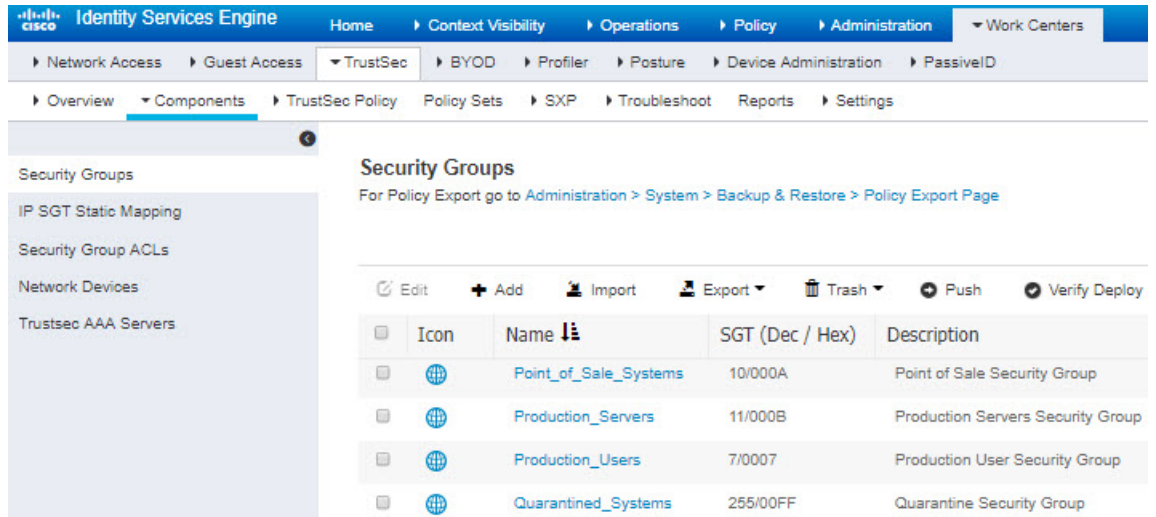 cisco Identity Services Engine Home Context Visibility Operations Policy Administration Work Centers
Network Access Guest Access TrustSec BYOD Profiler Posture Device Administration PassiveID
Overview Components TrustSec Policy Policy Sets SXP Troubleshoot Reports Settings
Security Groups
IP SGT Static Mapping
Security Group ACLs
Network Devices
Trustsec AAA Servers
Security Groups
For Policy Export go to Administration > System > Backup & Restore > Policy Export Page
Edit Add Import Export Trash Push Verify Deploy
Icon Name SGT (Dec / Hex) Description
Point_of_Sale_Systems 10/000A Point of Sale Security Group
Production_Servers 11/000B Production Servers Security Group
Production_Users 7/0007 Production User Security Group
Quarantined_Systems 255/00FF Quarantine Security Group